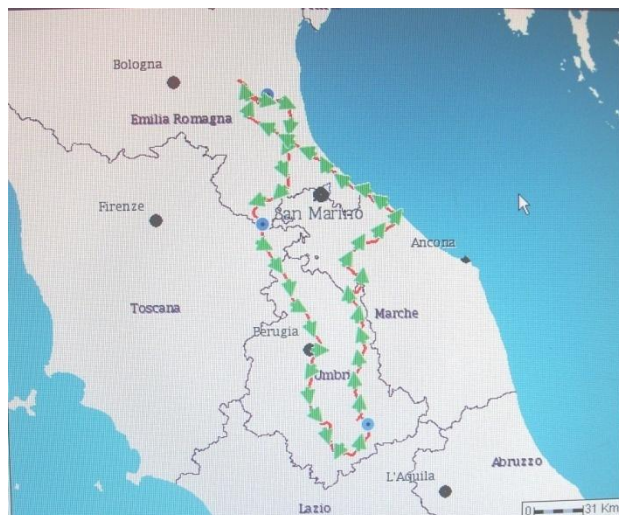 Bologna
Emilia Romagna
Firenze
San Marino
Ancona
Toscana
Marche
Perugia
Umbri
L'Aquila
Abruzzo
Lazio
0 31 Km